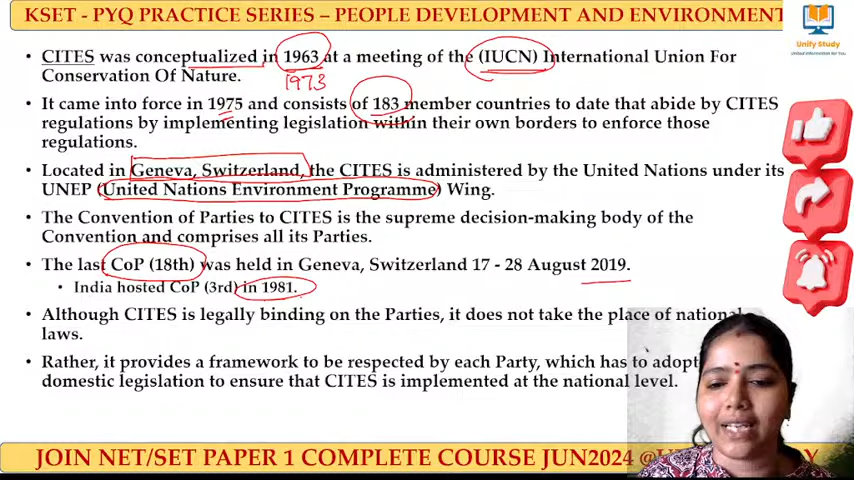 KSET - PYQ PRACTICE SERIES – PEOPLE DEVELOPMENT AND ENVIRONMENT
Unify Study
• CITES was conceptualized in 1963 at a meeting of the (IUCN) International Union For
Conservation Of Nature.
1973
• It came into force in 1975 and consists of 183 member countries to date that abide by CITES
regulations by implementing legislation within their own borders to enforce those
regulations.
• Located in Geneva, Switzerland, the CITES is administered by the United Nations under its
UNEP (United Nations Environment Programme) Wing.
• The Convention of Parties to CITES is the supreme decision-making body of the
Convention and comprises all its Parties.
• The last CoP (18th) was held in Geneva, Switzerland 17 - 28 August 2019.
• India hosted CoP (3rd) in 1981.
• Although CITES is legally binding on the Parties, it does not take the place of national
laws.
• Rather, it provides a framework to be respected by each Party, which has to adopt
domestic legislation to ensure that CITES is implemented at the national level.
JOIN NET/SET PAPER 1 COMPLETE COURSE JUN2024 @